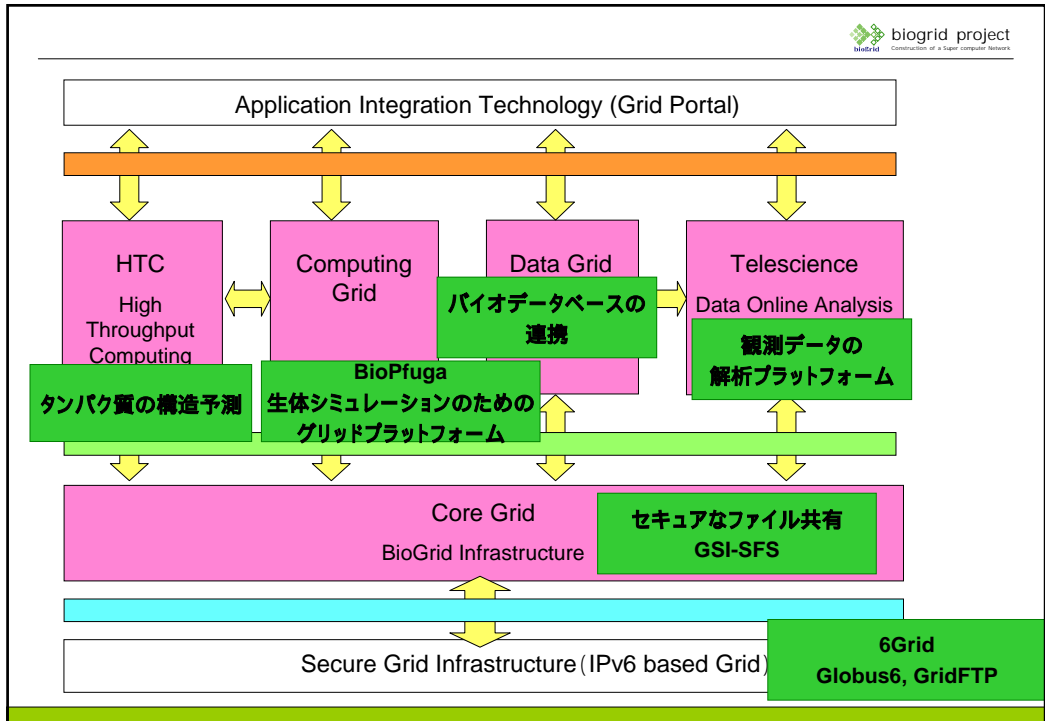 bioGrid
biogrid project
Construction of a Super computer Network
Application Integration Technology (Grid Portal)
HTC
High
Throughput
Computing
タンパク質の構造予測
Computing
Grid
BioPfuga
生体シミュレーションのための
グリッドプラットフォーム
Data Grid
バイオデータベースの
連携
Telescience
Data Online Analysis
観測データの
解析プラットフォーム
Core Grid
BioGrid Infrastructure
セキュアなファイル共有
GSI-SFS
Secure Grid Infrastructure(IPv6 based Grid)
6Grid
Globus6, GridFTP